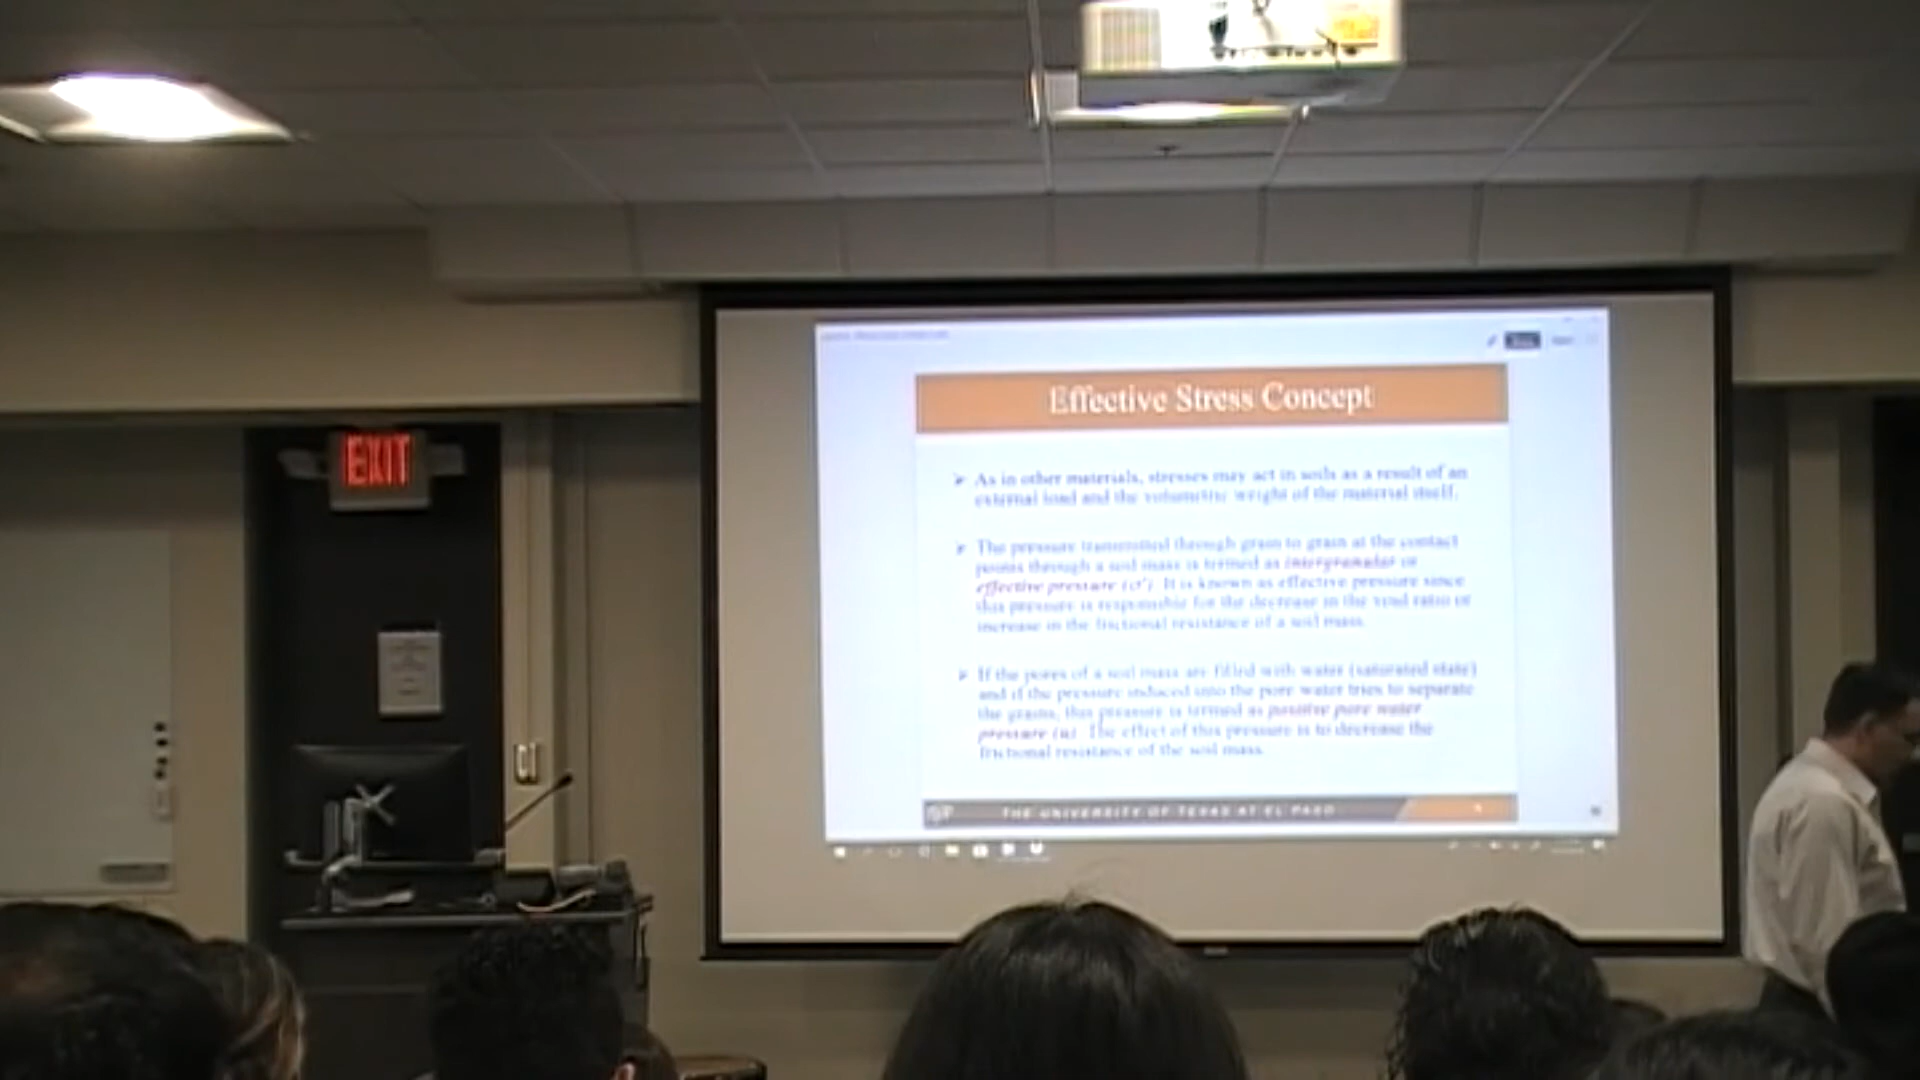 Effective Stress Concept
EXIT
As in other materials, stresses may act in soils as a result of an
external load and the volumetric weight of the material itself.
The pressure transmitted through grain to grain at the contact
points through a soil mass is termed as intergranular or
effective pressure (σ'). It is known as effective pressure since
this pressure is responsible for the decrease in the void ratio or
increase in the frictional resistance of a soil mass.
If the pores of a soil mass are filled with water (saturated state)
and if the pressure induced into the pore water tries to separate
the grains, this pressure is termed as positive pore water
pressure (u). The effect of this pressure is to decrease the
frictional resistance of the soil mass.
THE UNIVERSITY OF TEXAS AT EL PASO